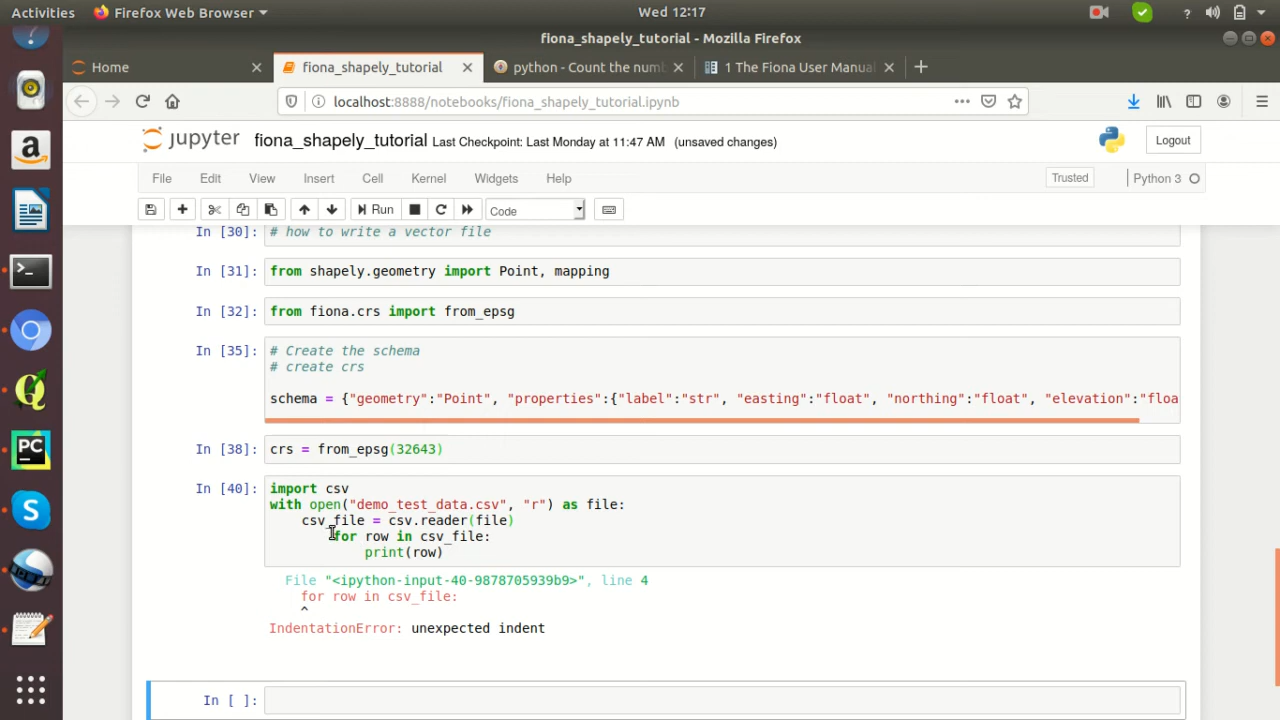 Activities Firefox Web Browser Wed 12:17 ?
fiona_shapely_tutorial - Mozilla Firefox
Home fiona_shapely_tutorial python - Count the numb 1 The Fiona User Manual
localhost:8888/notebooks/fiona_shapely_tutorial.ipynb
jupyter fiona_shapely_tutorial Last Checkpoint: Last Monday at 11:47 AM (unsaved changes) Logout
File Edit View Insert Cell Kernel Widgets Help Trusted Python 3
Run Code
In [30]: # how to write a vector file
In [31]: from shapely.geometry import Point, mapping
In [32]: from fiona.crs import from_epsg
In [35]: # Create the schema
# create crs
schema = {"geometry":"Point", "properties":{"label":"str", "easting":"float", "northing":"float", "elevation":"floa
In [38]: crs = from_epsg(32643)
In [40]: import csv
with open("demo_test_data.csv", "r") as file:
csv_file = csv.reader(file)
for row in csv_file:
print(row)
File "<ipython-input-40-9878705939b9>", line 4
for row in csv_file:
^
IndentationError: unexpected indent
In [ ]: